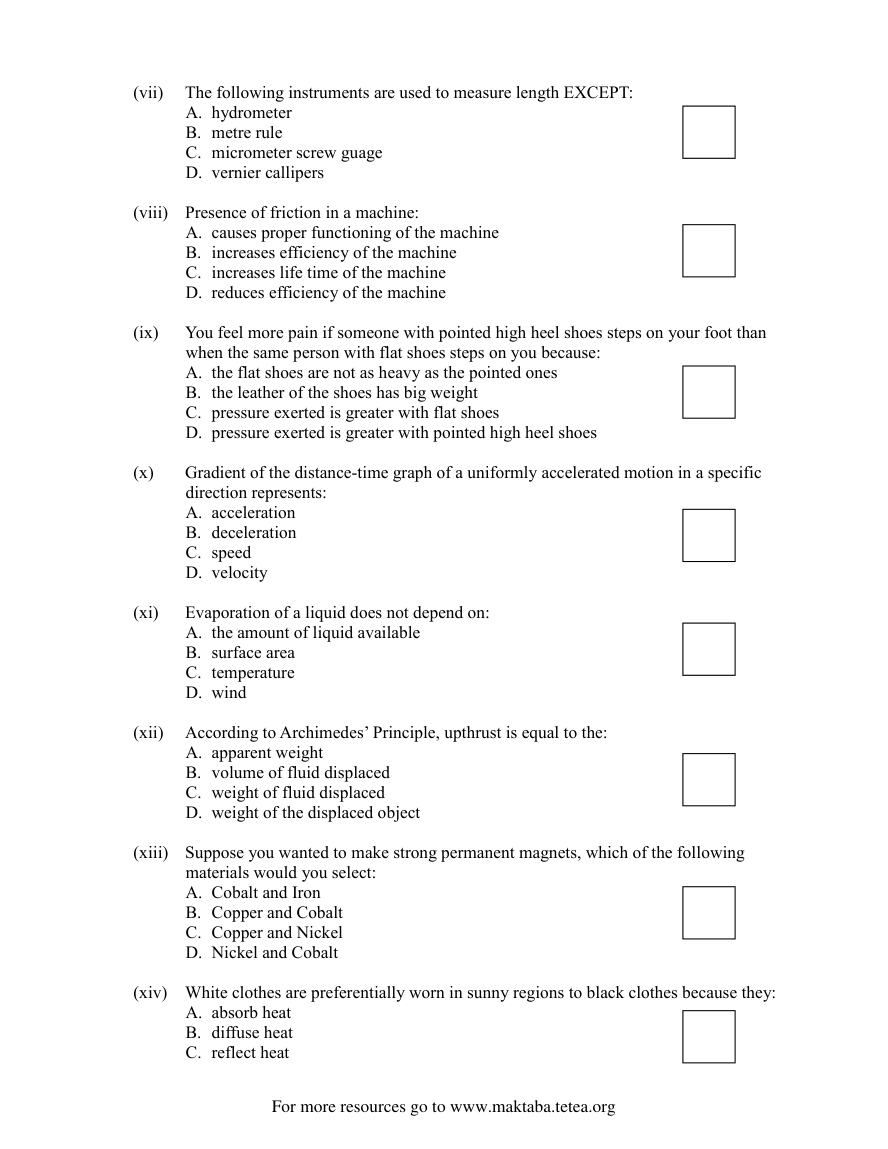 (vii) The following instruments are used to measure length EXCEPT:
A. hydrometer
B. metre rule
C. micrometer screw guage
D. vernier callipers
(viii) Presence of friction in a machine:
A. causes proper functioning of the machine
B. increases efficiency of the machine
C. increases life time of the machine
D. reduces efficiency of the machine
(ix) You feel more pain if someone with pointed high heel shoes steps on your foot than
when the same person with flat shoes steps on you because:
A. the flat shoes are not as heavy as the pointed ones
B. the leather of the shoes has big weight
C. pressure exerted is greater with flat shoes
D. pressure exerted is greater with pointed high heel shoes
(x) Gradient of the distance-time graph of a uniformly accelerated motion in a specific
direction represents:
A. acceleration
B. deceleration
C. speed
D. velocity
(xi) Evaporation of a liquid does not depend on:
A. the amount of liquid available
B. surface area
C. temperature
D. wind
(xii) According to Archimedes’ Principle, upthrust is equal to the:
A. apparent weight
B. volume of fluid displaced
C. weight of fluid displaced
D. weight of the displaced object
(xiii) Suppose you wanted to make strong permanent magnets, which of the following
materials would you select:
A. Cobalt and Iron
B. Copper and Cobalt
C. Copper and Nickel
D. Nickel and Cobalt
(xiv) White clothes are preferentially worn in sunny regions to black clothes because they:
A. absorb heat
B. diffuse heat
C. reflect heat
For more resources go to www.maktaba.tetea.org